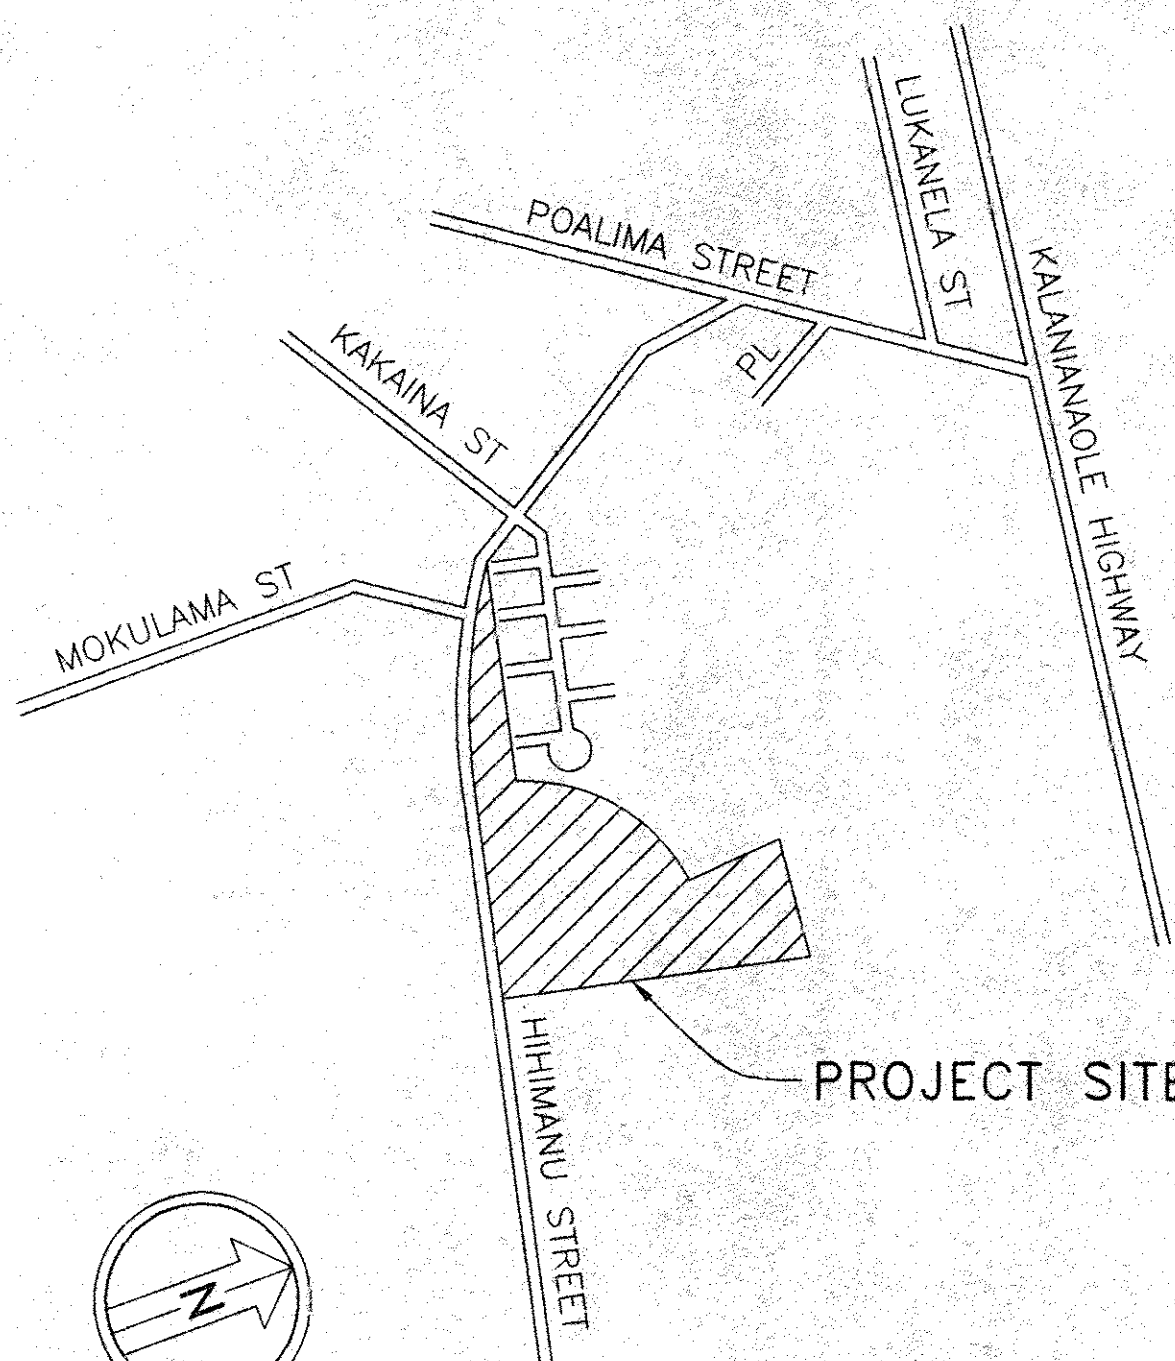 LUKANELA ST
KALANIANAOLE HIGHWAY
POALIMA STREET
KAKAINA ST
PL
MOKULAMA ST
PROJECT SITE
HIHIMANU STREET
N